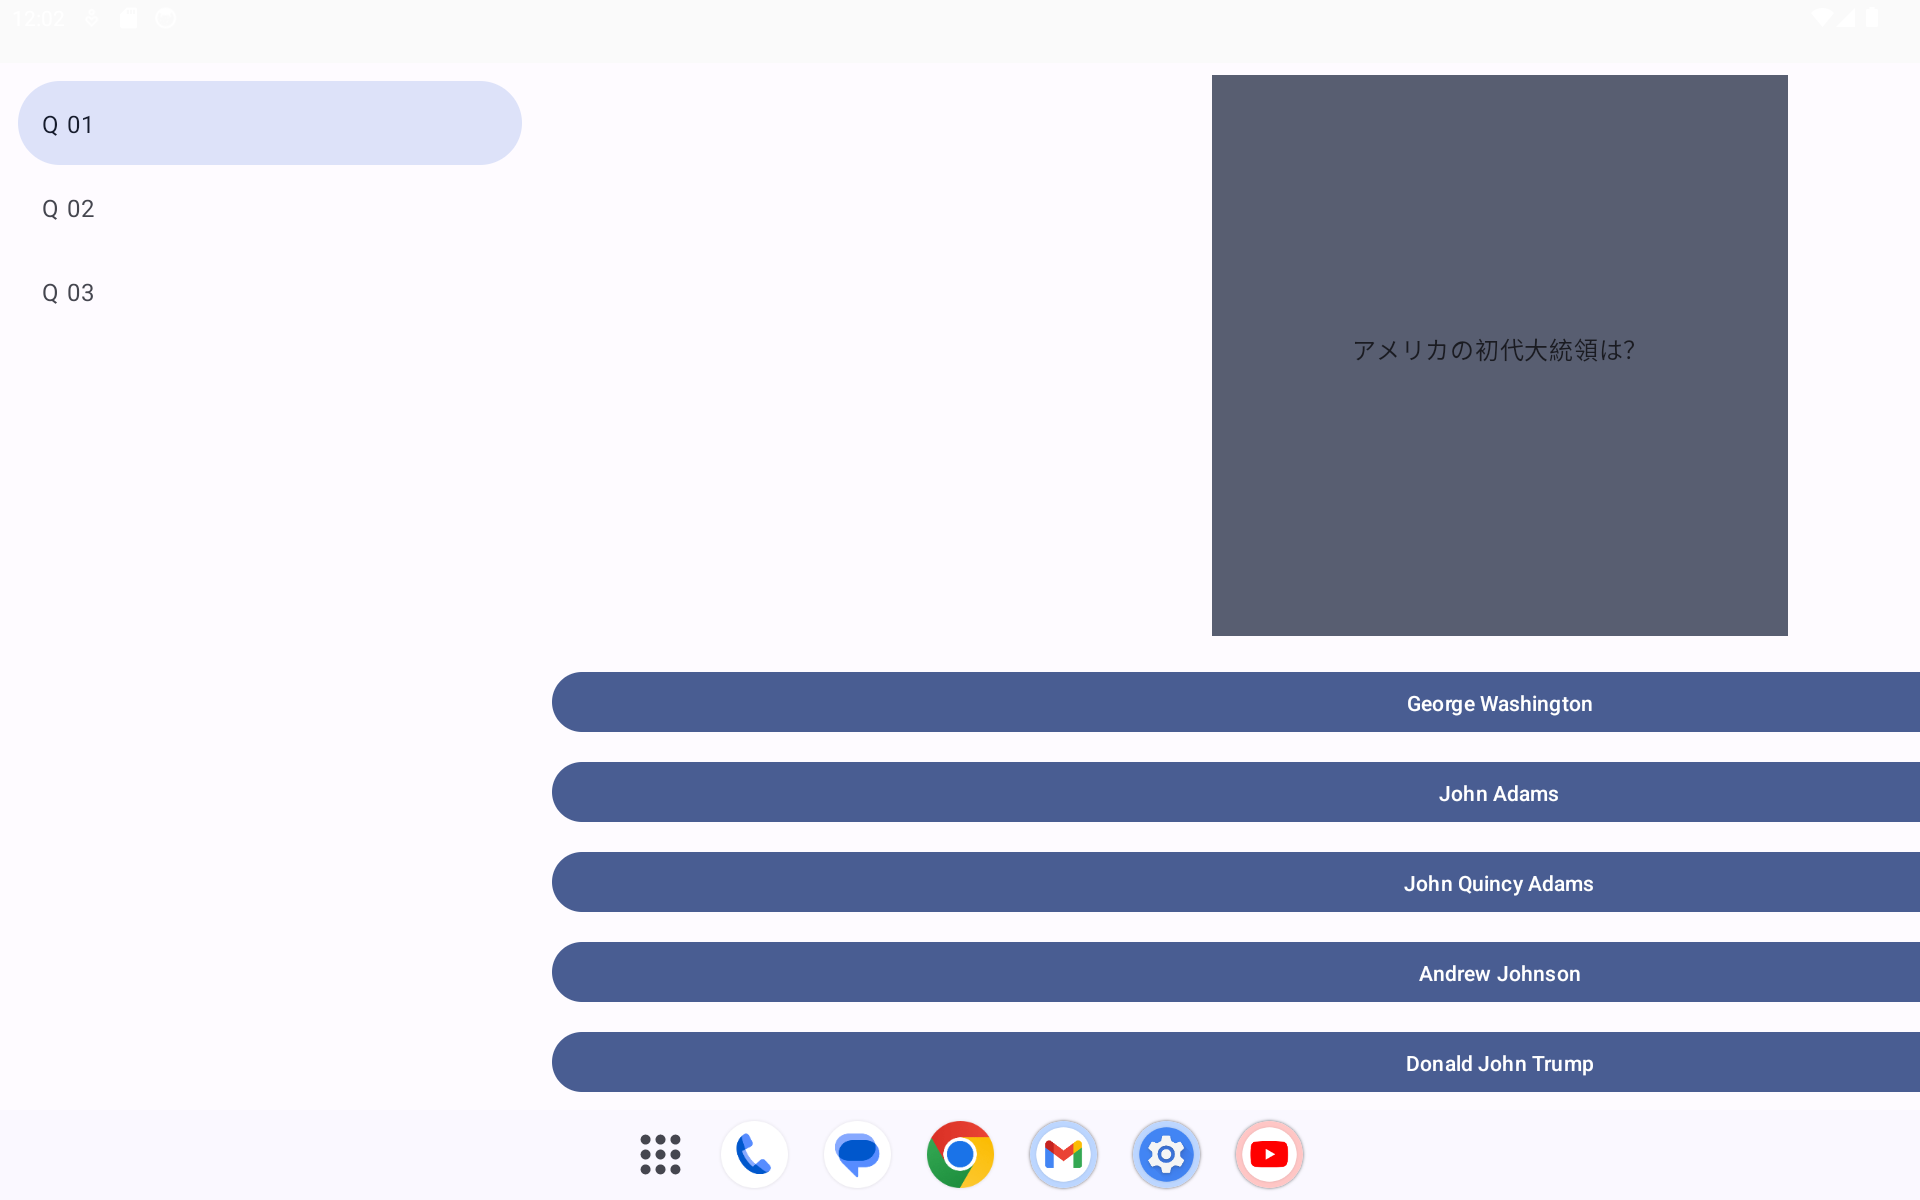 12:02
Q 01
Q 02
Q 03
アメリカの初代大統領は?
George Washington
John Adams
John Quincy Adams
Andrew Johnson
Donald John Trump